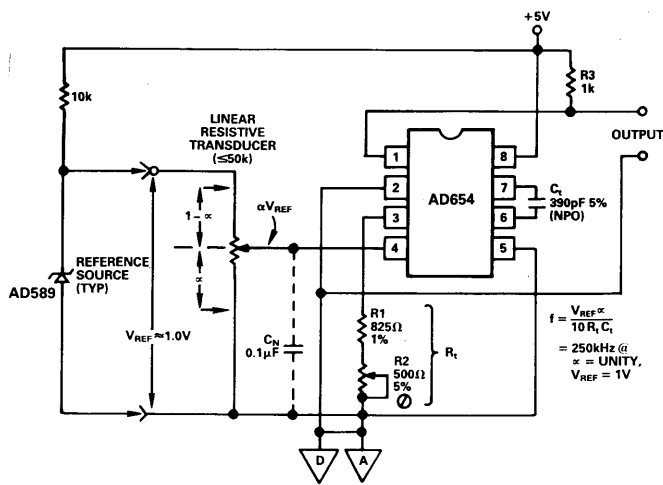 +5V
10k
R3
1k
LINEAR
RESISTIVE
TRANSDUCER
(≤50k)
OUTPUT
1
8
2
AD654
7
Ct
390pF 5%
(NPO)
3
6
4
5
1 – ∝
αVREF
∝
REFERENCE
SOURCE
(TYP)
AD589
VREF ≈ 1.0V
CN
0.1μF
R1
825Ω
1%
R2
500Ω
5%
Rt
f = VREF ∝ / 10 Rt Ct
= 250kHz @
∝ = UNITY,
VREF = 1V
D
A